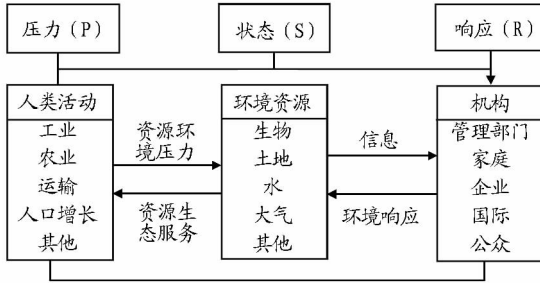 压力（P）
状态（S）
响应（R）
人类活动
工业
农业
运输
人口增长
其他
资源环
境压力
资源生
态服务
环境资源
生物
土地
水
大气
其他
信息
环境响应
机构
管理部门
家庭
企业
国际
公众